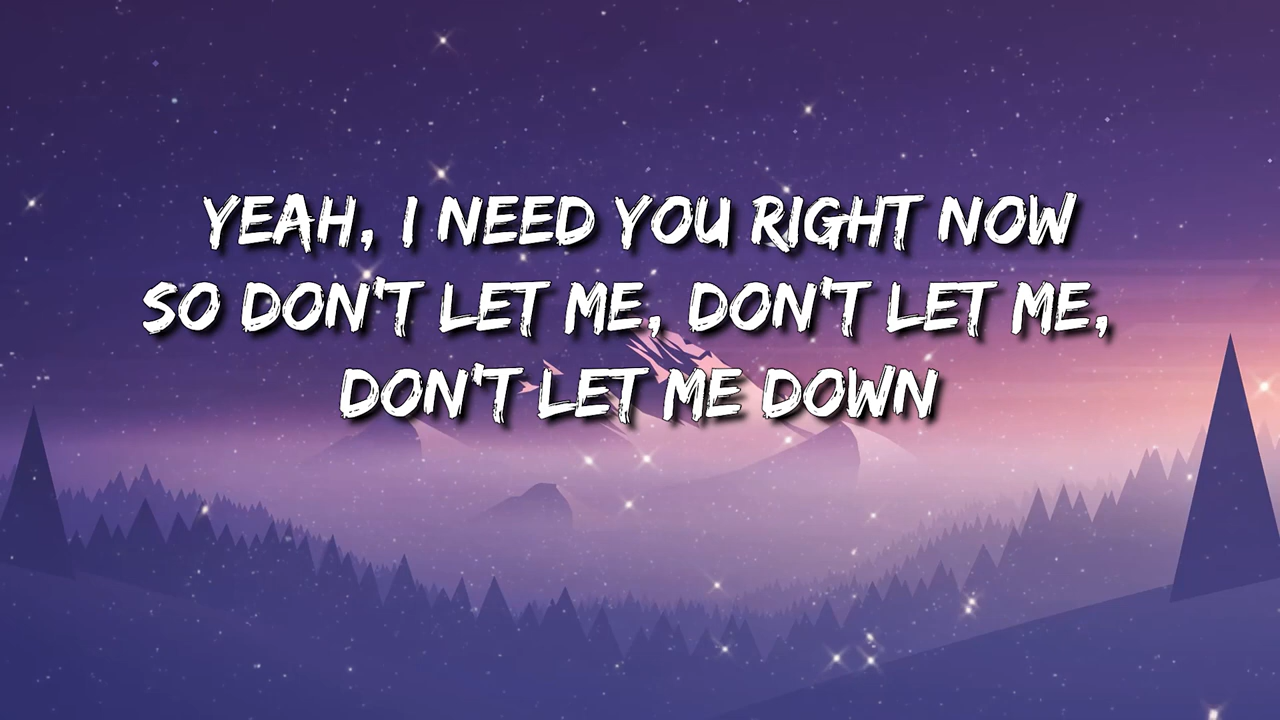 YEAH, I NEED YOU RIGHT NOW
SO DON'T LET ME, DON'T LET ME,
DON'T LET ME DOWN